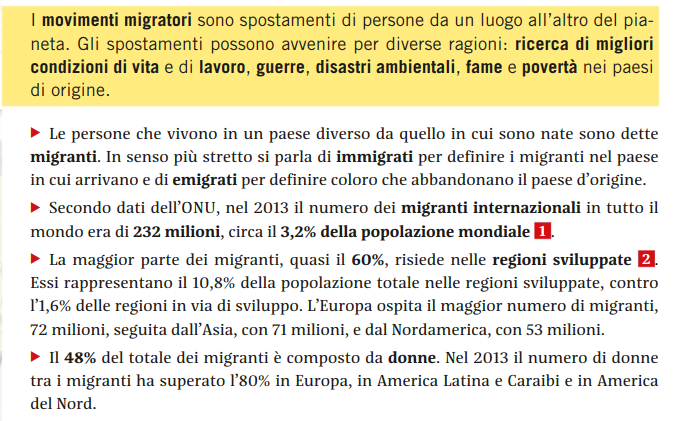 I movimenti migratori sono spostamenti di persone da un luogo all’altro del pia-
neta. Gli spostamenti possono avvenire per diverse ragioni: ricerca di migliori
condizioni di vita e di lavoro, guerre, disastri ambientali, fame e povertà nei paesi
di origine.
▶ Le persone che vivono in un paese diverso da quello in cui sono nate sono dette
migranti. In senso più stretto si parla di immigrati per definire i migranti nel paese
in cui arrivano e di emigrati per definire coloro che abbandonano il paese d’origine.
▶ Secondo dati dell’ONU, nel 2013 il numero dei migranti internazionali in tutto il
mondo era di 232 milioni, circa il 3,2% della popolazione mondiale 1.
▶ La maggior parte dei migranti, quasi il 60%, risiede nelle regioni sviluppate 2.
Essi rappresentano il 10,8% della popolazione totale nelle regioni sviluppate, contro
l’1,6% delle regioni in via di sviluppo. L’Europa ospita il maggior numero di migranti,
72 milioni, seguita dall’Asia, con 71 milioni, e dal Nordamerica, con 53 milioni.
▶ Il 48% del totale dei migranti è composto da donne. Nel 2013 il numero di donne
tra i migranti ha superato l’80% in Europa, in America Latina e Caraibi e in America
del Nord.